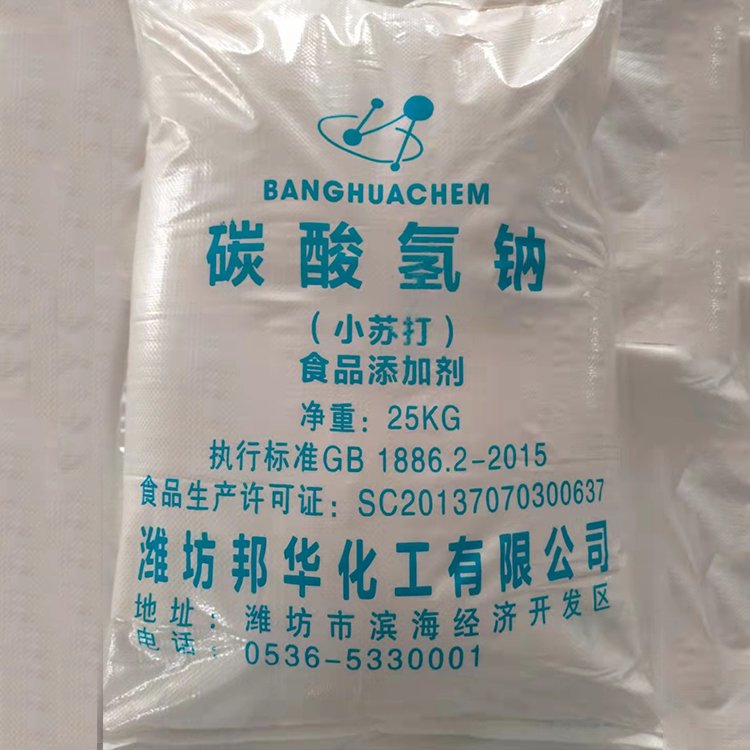 BANGHUACHEM
碳酸氢钠
（小苏打）
食品添加剂
净重：25KG
执行标准GB 1886.2-2015
食品生产许可证：SC20137070300637
潍坊邦华化工有限公司
地址：潍坊市滨海经济开发区
电话：0536-5330001